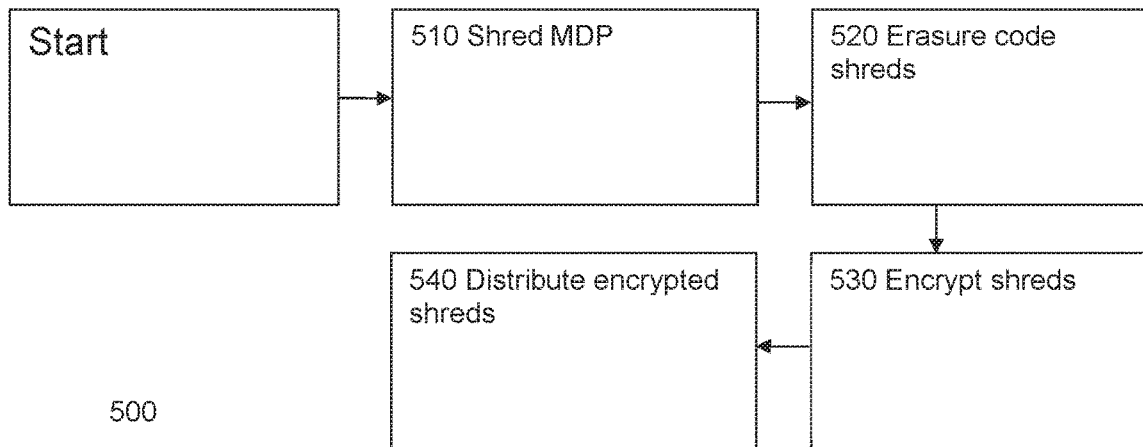 Start
510 Shred MDP
520 Erasure code
shreds
530 Encrypt shreds
540 Distribute encrypted
shreds
500